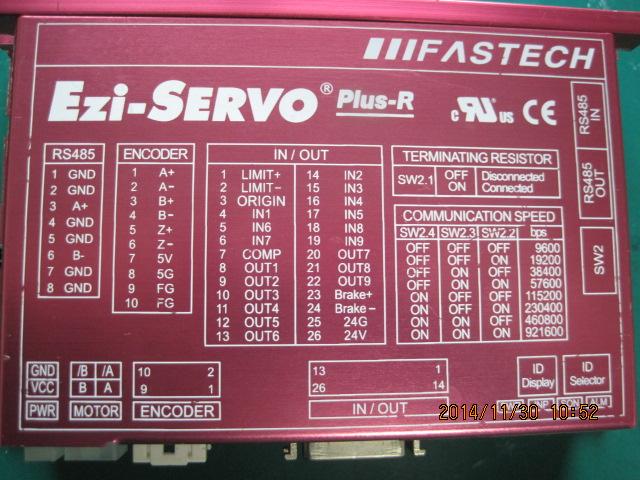 FASTECH
Ezi-SERVO® Plus-R
c RU us CE
RS485 IN
RS485 OUT
SW2
RS485
1 GND
2 GND
3 A+
4 GND
5 GND
6 B-
7 GND
8 GND
ENCODER
1 A+
2 A-
3 B+
4 B-
5 Z+
6 Z-
7 5V
8 5G
9 FG
10 FG
IN / OUT
1 LIMIT+ 14 IN2
2 LIMIT- 15 IN3
3 ORIGIN 16 IN4
4 IN1 17 IN5
5 IN6 18 IN8
6 IN7 19 IN9
7 COMP 20 OUT7
8 OUT1 21 OUT8
9 OUT2 22 OUT9
10 OUT3 23 Brake+
11 OUT4 24 Brake-
12 OUT5 25 24G
13 OUT6 26 24V
TERMINATING RESISTOR
SW2.1 OFF Disconnected
ON Connected
COMMUNICATION SPEED
SW2.4 SW2.3 SW2.2 bps
OFF OFF OFF 9600
OFF OFF ON 19200
OFF ON OFF 38400
OFF ON ON 57600
ON OFF OFF 115200
ON OFF ON 230400
ON ON OFF 460800
ON ON ON 921600
GND /B /A
VCC B A
PWR MOTOR
10 2
9 1
ENCODER
13 1
26 14
IN / OUT
ID Display
ID Selector
INP SON ALM
2014/11/30 10:52